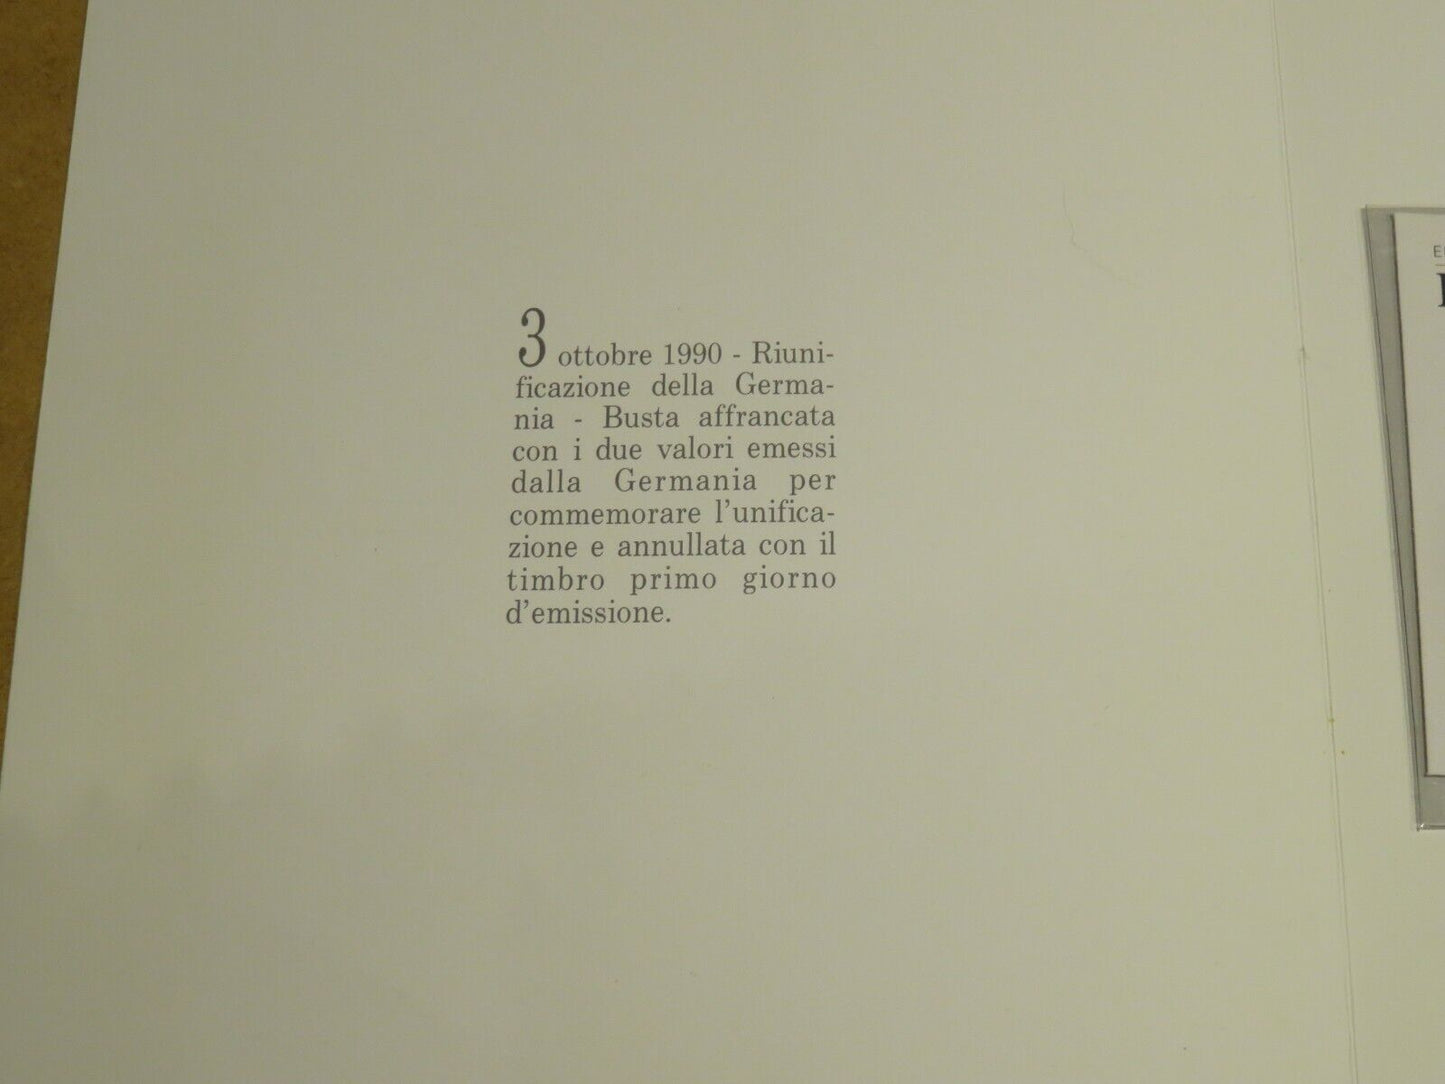 3 ottobre 1990 - Riuni-
ficazione della Germa-
nia - Busta affrancata
con i due valori emessi
dalla Germania per
commemorare l'unifica-
zione e annullata con il
timbro primo giorno
d'emissione.